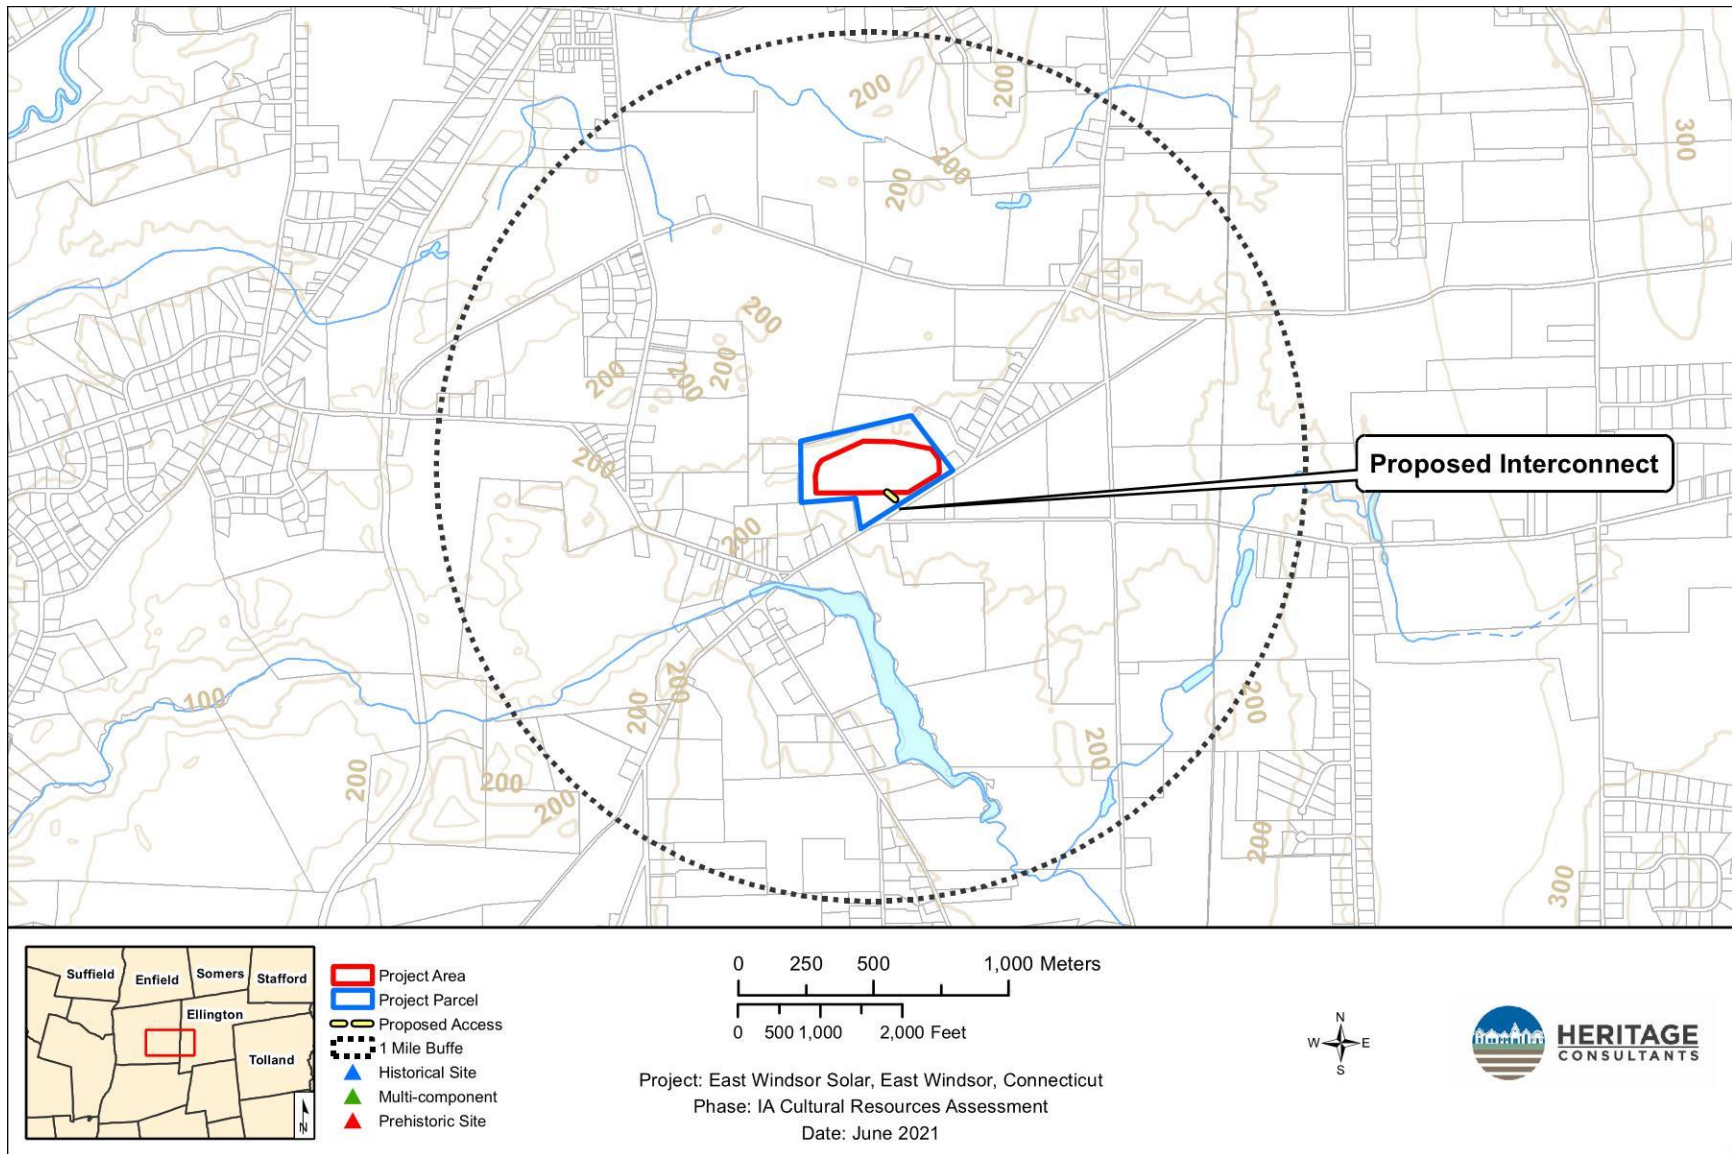 200
200
300
200
200
200
200
200
200
200
Proposed Interconnect
200
200
200
200
100
200
200
200
200
200
200
300
Suffield
Enfield
Somers
Stafford
Ellington
Tolland
N
Project Area
Project Parcel
Proposed Access
1 Mile Buffe
Historical Site
Multi-component
Prehistoric Site
0 250 500 1,000 Meters
0 500 1,000 2,000 Feet
Project: East Windsor Solar, East Windsor, Connecticut
Phase: IA Cultural Resources Assessment
Date: June 2021
N
W E
S
HERITAGE
CONSULTANTS